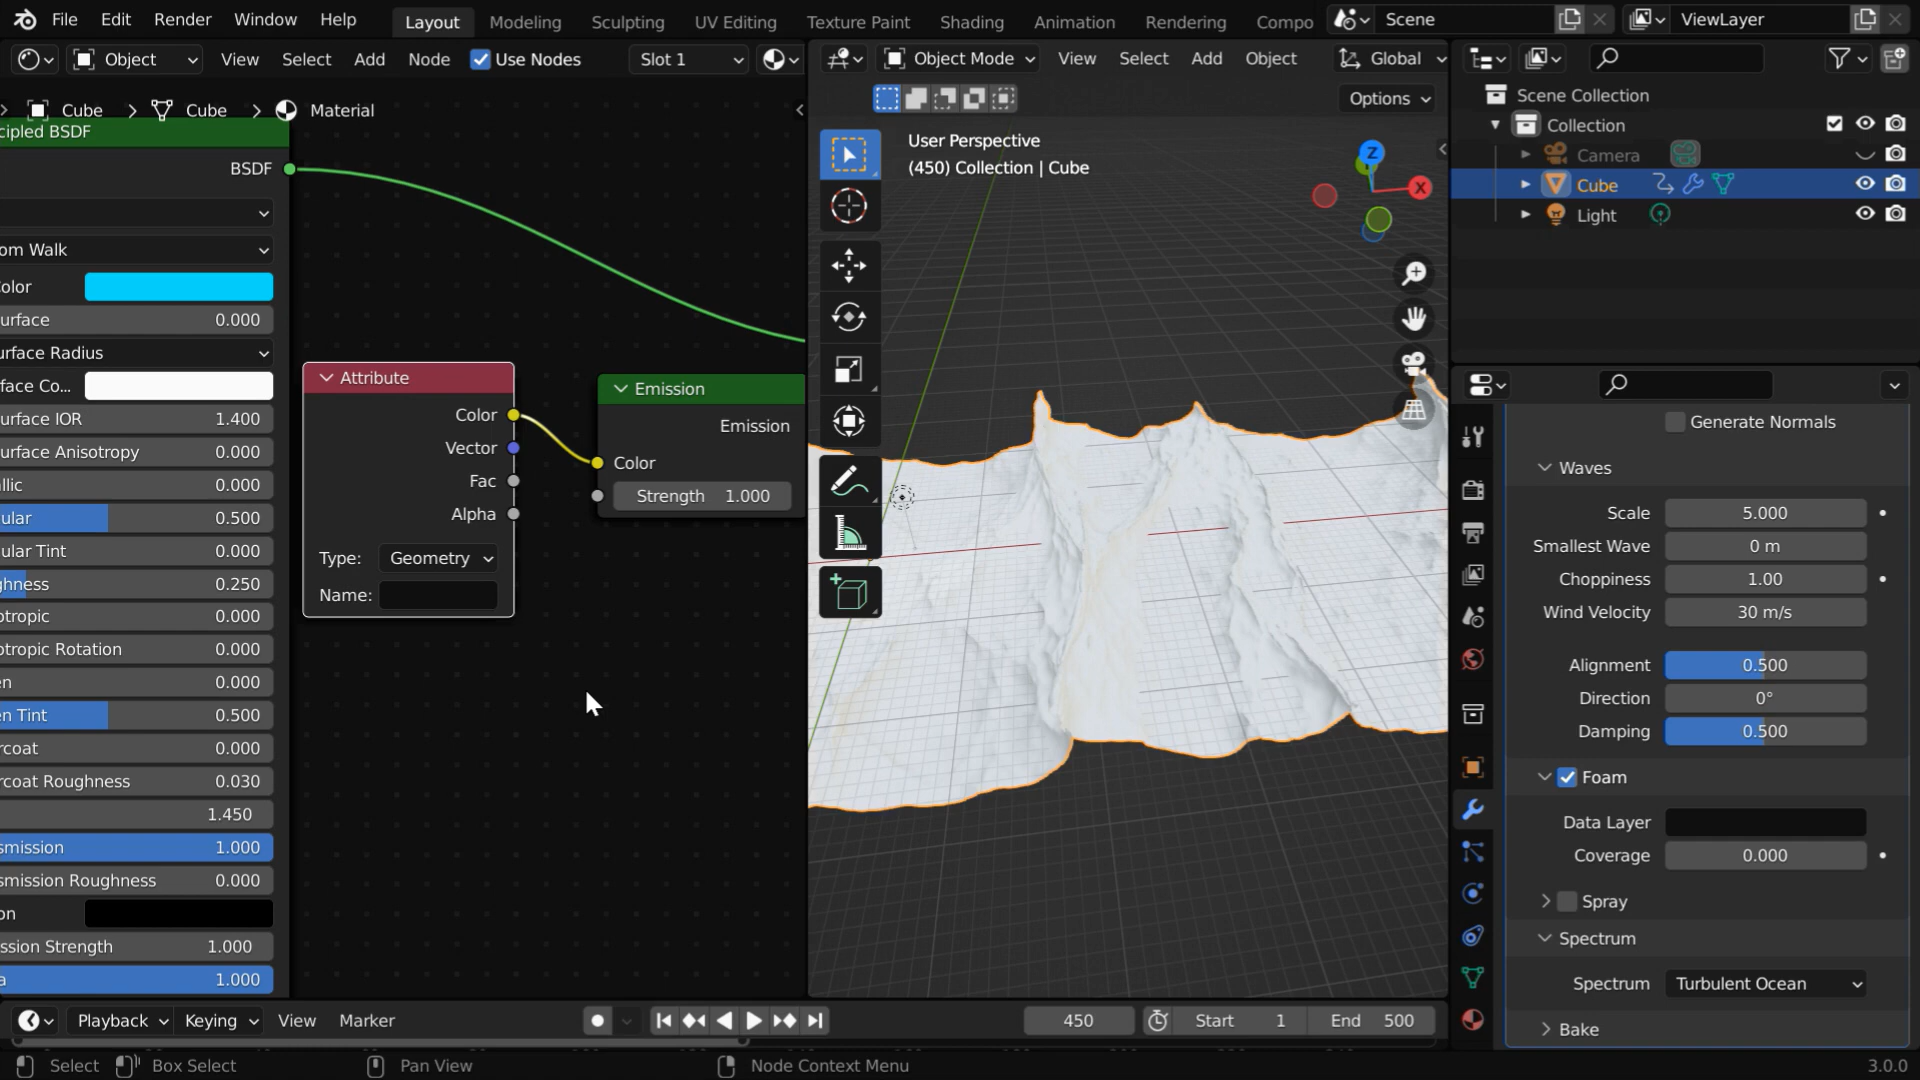 File Edit Render Window Help Layout Modeling Sculpting UV Editing Texture Paint Shading Animation Rendering Compo Scene ViewLayer
Object View Select Add Node Use Nodes Slot 1
Object Mode View Select Add Object Global
Options
Cube Cube Material
cipled BSDF
BSDF
om Walk
olor
urface 0.000
urface Radius
face Co...
urface IOR 1.400
urface Anisotropy 0.000
llic 0.000
ular 0.500
ular Tint 0.000
ghness 0.250
otropic 0.000
otropic Rotation 0.000
en 0.000
en Tint 0.500
rcoat 0.000
rcoat Roughness 0.030
1.450
smission 1.000
smission Roughness 0.000
on
ssion Strength 1.000
a 1.000
Attribute
Color
Vector
Fac
Alpha
Type: Geometry
Name:
Emission
Emission
Color
Strength 1.000
User Perspective
(450) Collection | Cube
Z
X
Scene Collection
Collection
Camera
Cube
Light
Generate Normals
Waves
Scale 5.000
Smallest Wave 0 m
Choppiness 1.00
Wind Velocity 30 m/s
Alignment 0.500
Direction 0°
Damping 0.500
Foam
Data Layer
Coverage 0.000
Spray
Spectrum
Spectrum Turbulent Ocean
Bake
Playback Keying View Marker 450 Start 1 End 500
Select Box Select Pan View Node Context Menu 3.0.0